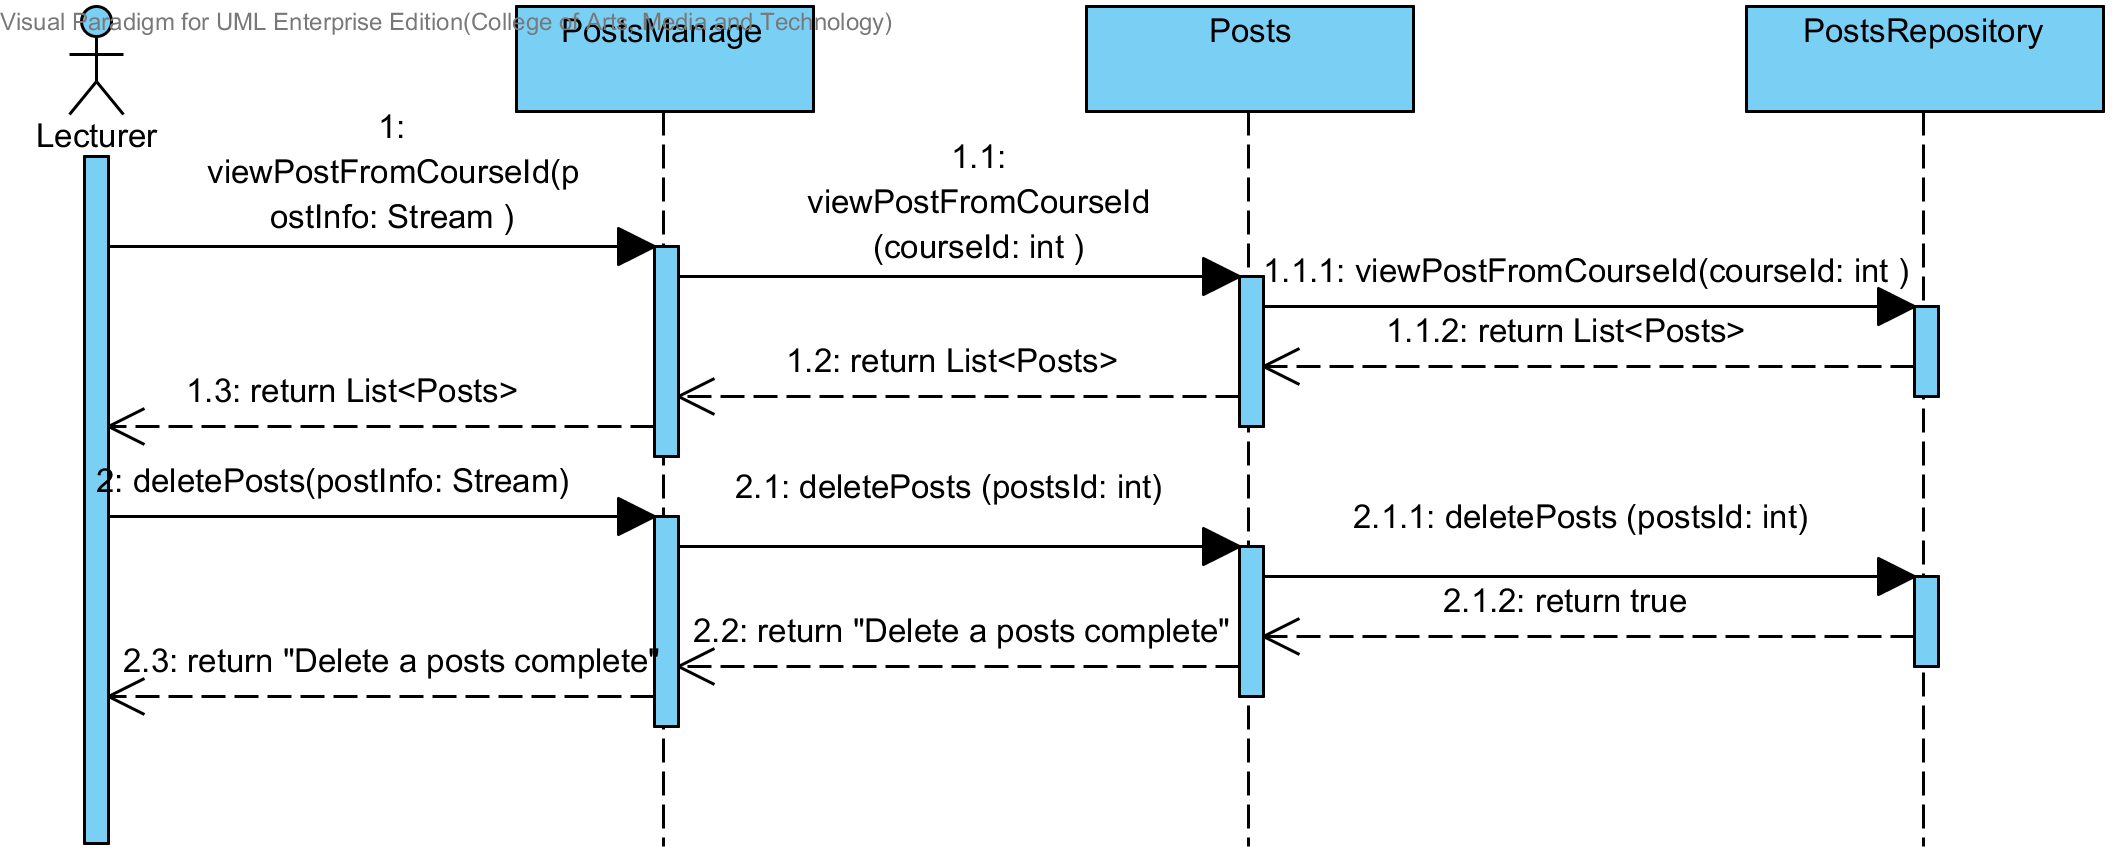 Visual Paradigm for UML Enterprise Edition(College of Arts, Media and Technology)
PostsManage
Posts
PostsRepository
Lecturer
1:
viewPostFromCourseId(p
ostInfo: Stream )
1.1:
viewPostFromCourseId
(courseId: int )
1.1.1: viewPostFromCourseId(courseId: int )
1.1.2: return List<Posts>
1.2: return List<Posts>
1.3: return List<Posts>
2: deletePosts(postInfo: Stream)
2.1: deletePosts (postsId: int)
2.1.1: deletePosts (postsId: int)
2.1.2: return true
2.2: return "Delete a posts complete"
2.3: return "Delete a posts complete"